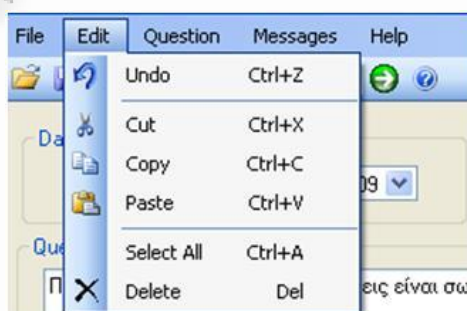 File Edit Question Messages Help
Undo Ctrl+Z
Da
Cut Ctrl+X
Copy Ctrl+C
09
Paste Ctrl+V
Que
Select All Ctrl+A
Π
Delete Del
εις είναι σω